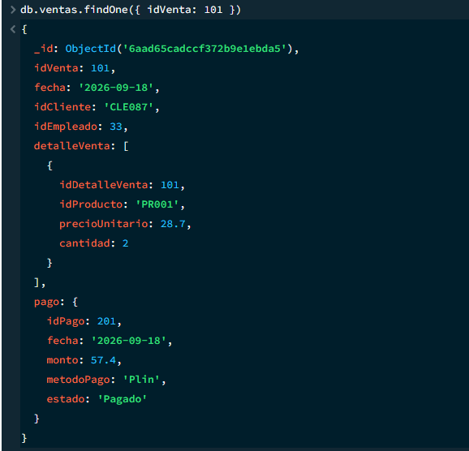 > db.ventas.findOne({ idVenta: 101 })
< {
_id: ObjectId('6aad65cadccf372b9e1ebda5'),
idVenta: 101,
fecha: '2026-09-18',
idCliente: 'CLE087',
idEmpleado: 33,
detalleVenta: [
{
idDetalleVenta: 101,
idProducto: 'PR001',
precioUnitario: 28.7,
cantidad: 2
}
],
pago: {
idPago: 201,
fecha: '2026-09-18',
monto: 57.4,
metodoPago: 'Plin',
estado: 'Pagado'
}
}